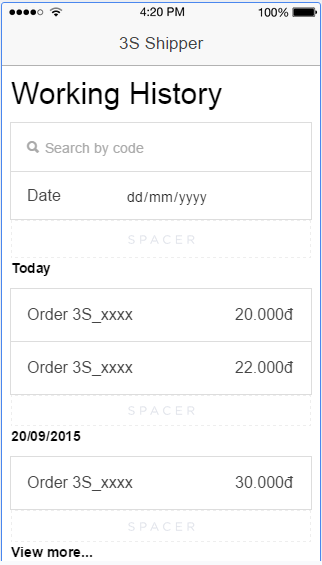 4:20 PM 100%
3S Shipper
Working History
Search by code
Date dd/mm/yyyy
SPACER
Today
Order 3S_xxxx 20.000đ
Order 3S_xxxx 22.000đ
SPACER
20/09/2015
Order 3S_xxxx 30.000đ
SPACER
View more...